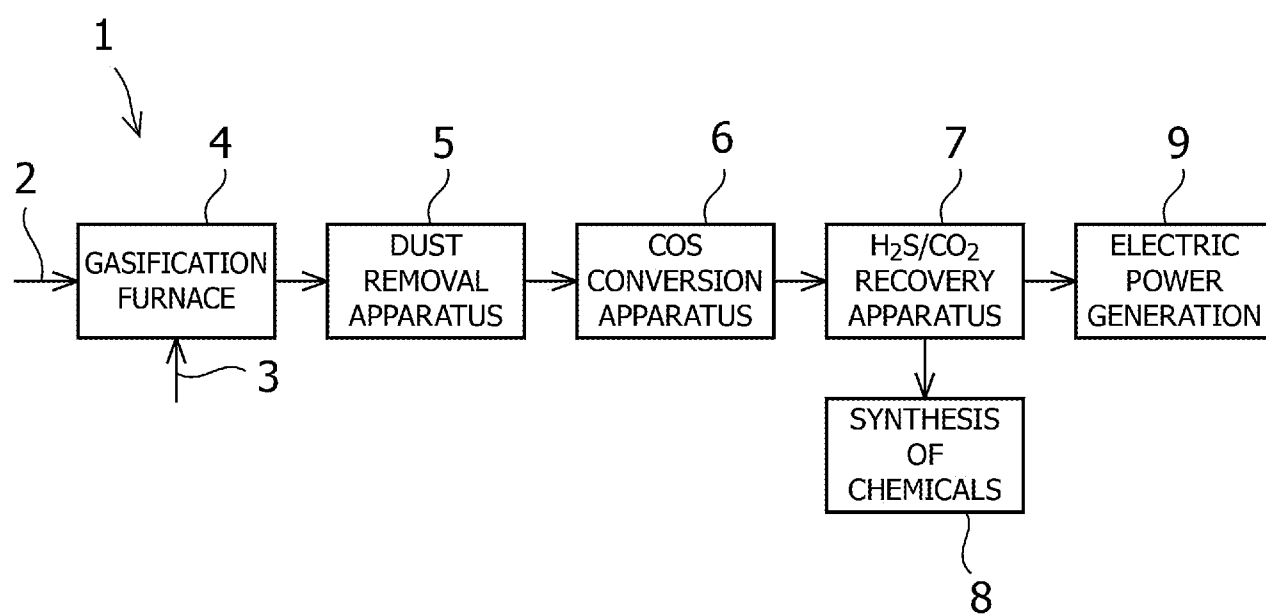 1
2
4
5
6
7
9
GASIFICATION
FURNACE
DUST
REMOVAL
APPARATUS
COS
CONVERSION
APPARATUS
H₂S/CO₂
RECOVERY
APPARATUS
ELECTRIC
POWER
GENERATION
3
SYNTHESIS
OF
CHEMICALS
8